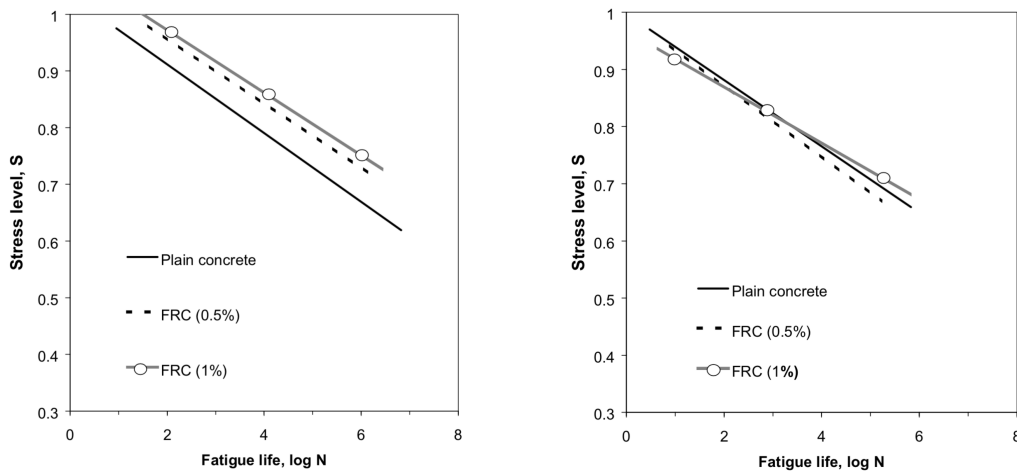 1
0.9
0.8
0.7
0.6
0.5
0.4
0.3
Stress level, S
Plain concrete
FRC (0.5%)
FRC (1%)
0 2 4 6 8
Fatigue life, log N
1
0.9
0.8
0.7
0.6
0.5
0.4
0.3
Stress level, S
Plain concrete
FRC (0.5%)
FRC (1%)
0 2 4 6 8
Fatigue life, log N